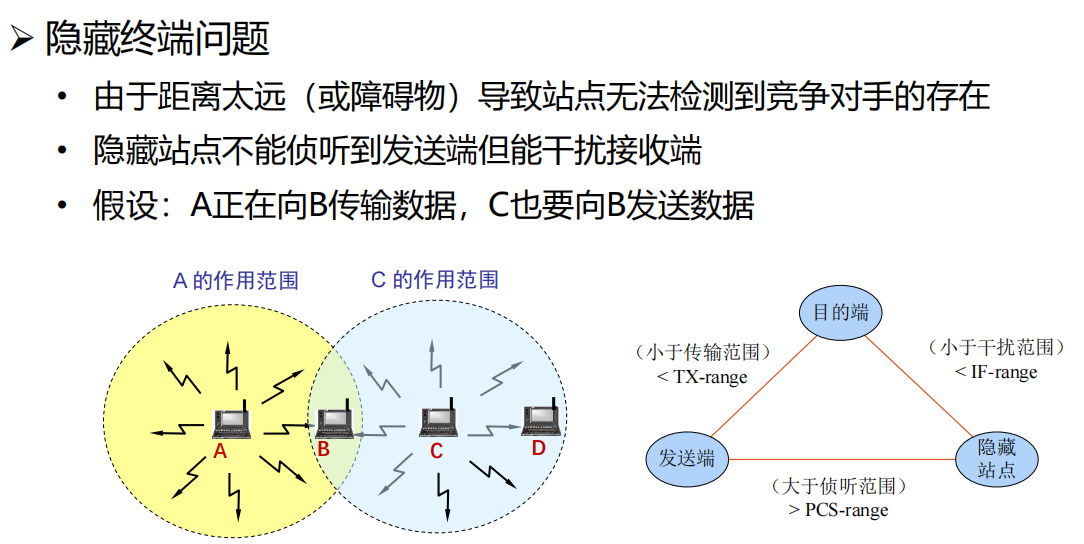 隐藏终端问题
由于距离太远（或障碍物）导致站点无法检测到竞争对手的存在
隐藏站点不能侦听到发送端但能干扰接收端
假设：A正在向B传输数据，C也要向B发送数据
A 的作用范围
C 的作用范围
A
B
C
D
目的端
（小于传输范围）
< TX-range
（小于干扰范围）
< IF-range
发送端
隐藏
站点
（大于侦听范围）
> PCS-range